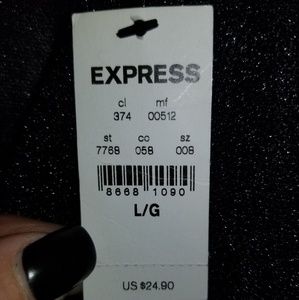 EXPRESS
cl mf
374 00512
st cc sz
7768 058 008
8668 1090
L/G
US $24.90